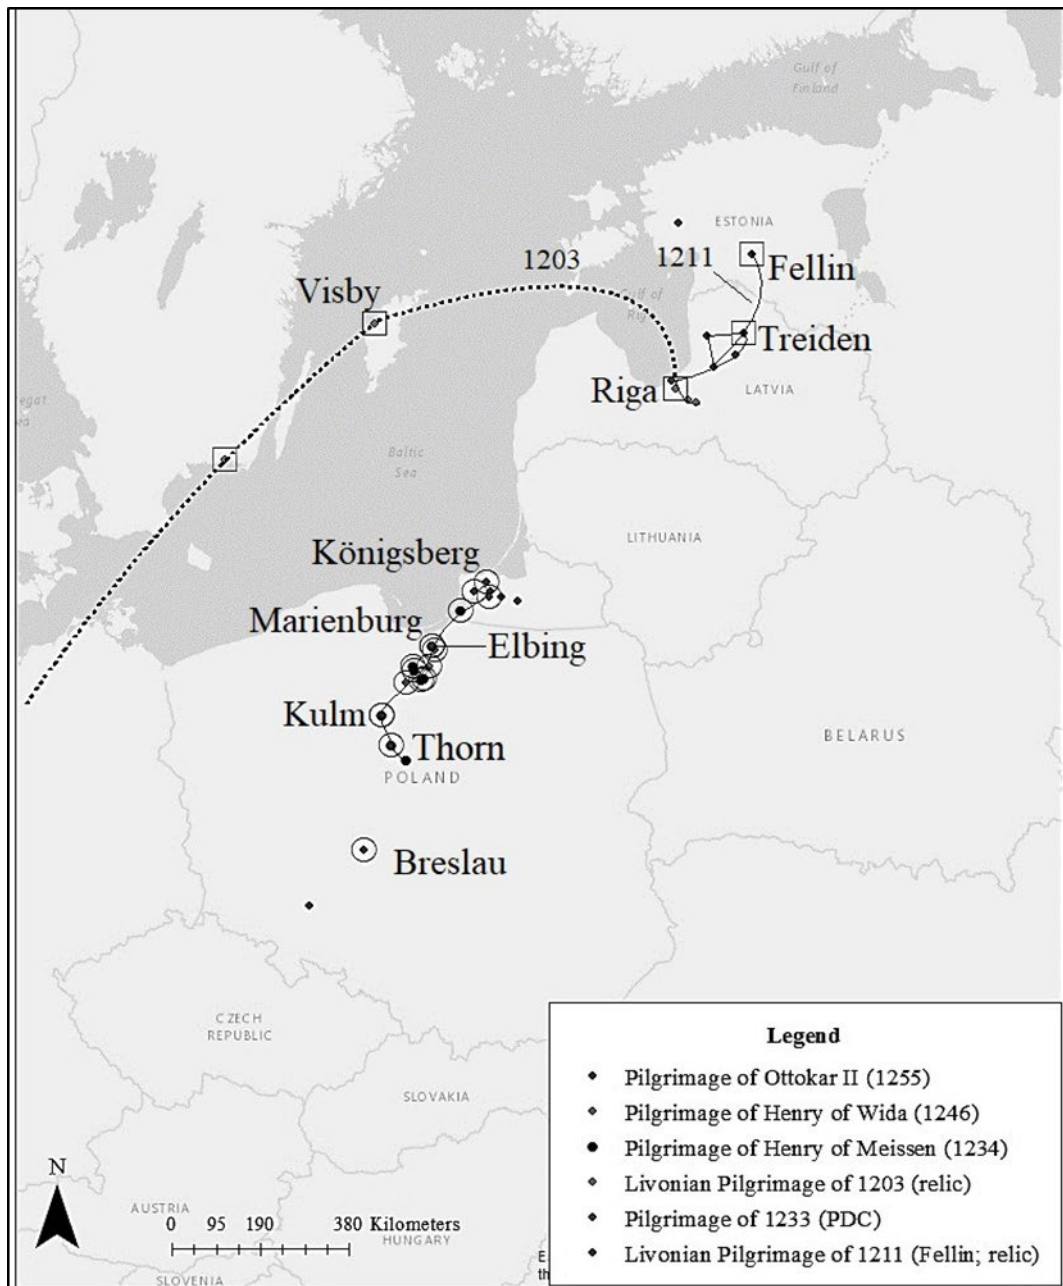 Gulf of
Finland
ESTONIA
1203
1211
Fellin
Visby
Gulf of
Treiden
Riga
LATVIA
Baltic
Sea
LITHUANIA
Königsberg
Marienburg
Elbing
Kulm
Thorn
BELARUS
POLAND
Breslau
CZECH
REPUBLIC
SLOVAKIA
AUSTRIA
HUNGARY
SLOVENIA
N
0 95 190 380 Kilometers
Legend
Pilgrimage of Ottokar II (1255)
Pilgrimage of Henry of Wida (1246)
Pilgrimage of Henry of Meissen (1234)
Livonian Pilgrimage of 1203 (relic)
Pilgrimage of 1233 (PDC)
Livonian Pilgrimage of 1211 (Fellin; relic)